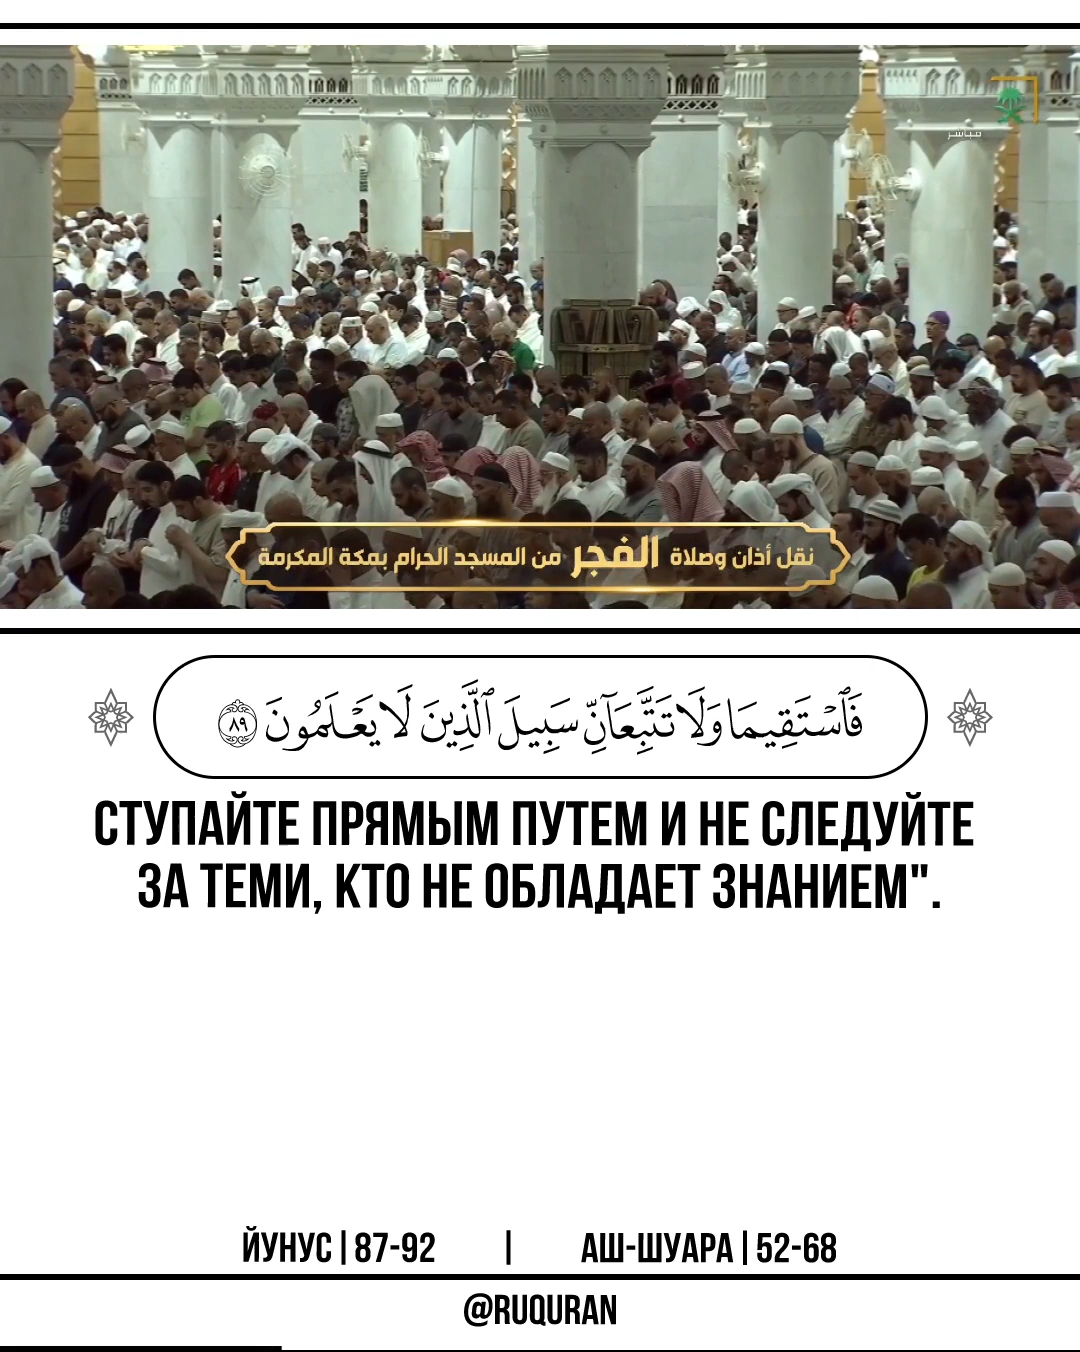 مباشر
نقل أذان وصلاة الفجر من المسجد الحرام بمكة المكرمة
فَٱسْتَقِيمَا وَلَا تَتَّبِعَآنِّ سَبِيلَ ٱلَّذِينَ لَا يَعْلَمُونَ ٨٩
СТУПАЙТЕ ПРЯМЫМ ПУТЕМ И НЕ СЛЕДУЙТЕ
ЗА ТЕМИ, КТО НЕ ОБЛАДАЕТ ЗНАНИЕМ".
ЙУНУС | 87-92 | АШ-ШУАРА | 52-68
@RUQURAN